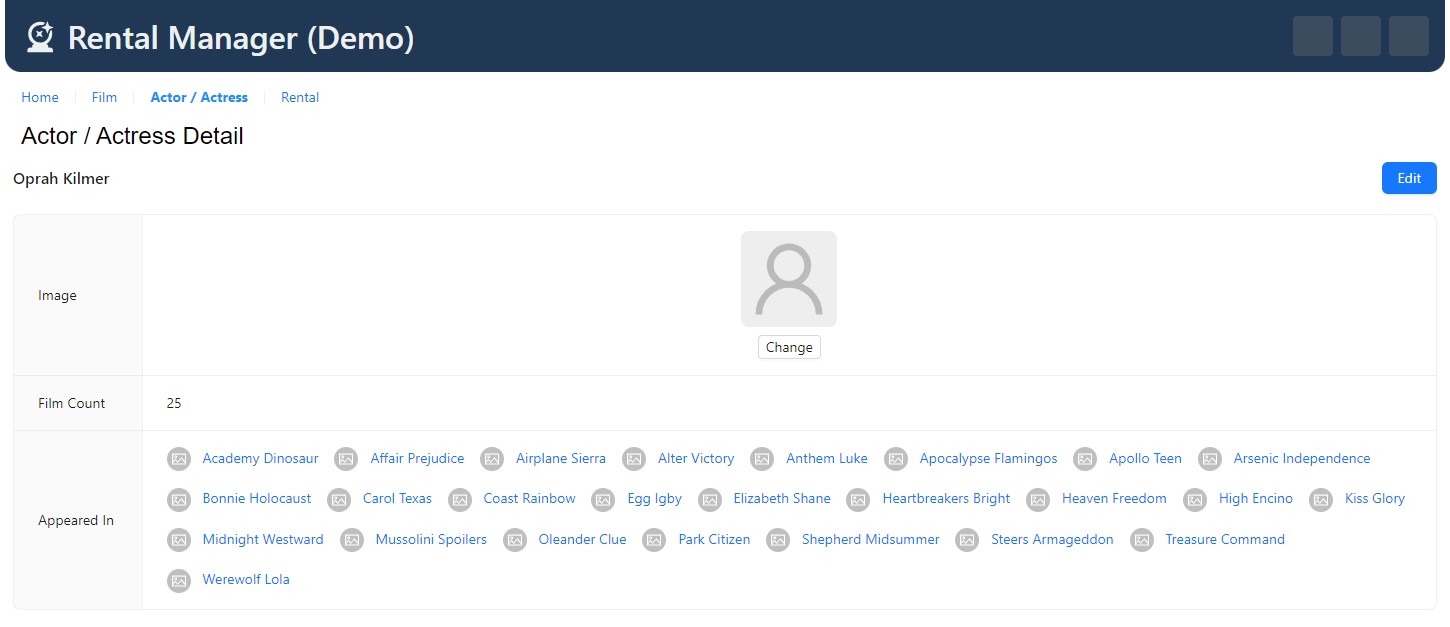 Rental Manager (Demo)
Home Film Actor / Actress Rental
Actor / Actress Detail
Oprah Kilmer Edit
Image
Change
Film Count 25
Academy Dinosaur Affair Prejudice Airplane Sierra Alter Victory Anthem Luke Apocalypse Flamingos Apollo Teen Arsenic Independence
Bonnie Holocaust Carol Texas Coast Rainbow Egg Igby Elizabeth Shane Heartbreakers Bright Heaven Freedom High Encino Kiss Glory
Appeared In
Midnight Westward Mussolini Spoilers Oleander Clue Park Citizen Shepherd Midsummer Steers Armageddon Treasure Command
Werewolf Lola